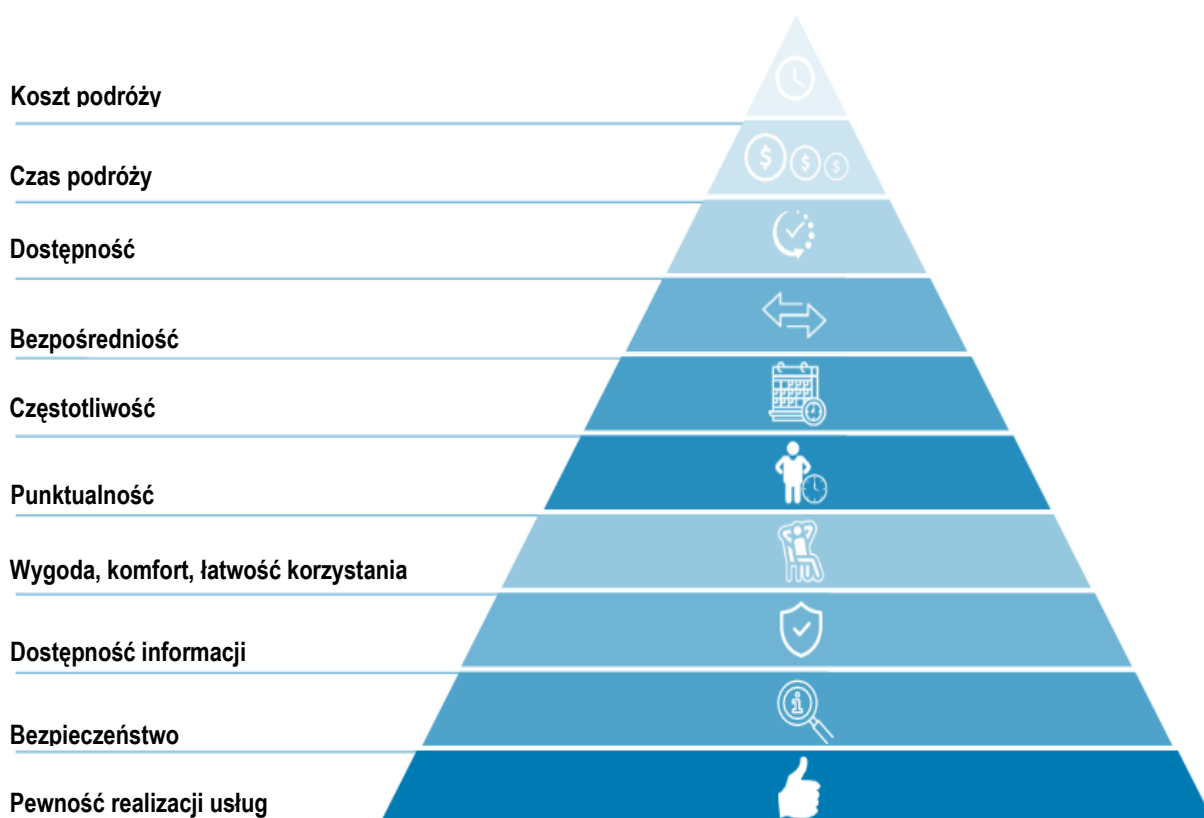 Koszt podróży
Czas podróży
Dostępność
Bezpośredniość
Częstotliwość
Punktualność
Wygoda, komfort, łatwość korzystania
Dostępność informacji
Bezpieczeństwo
Pewność realizacji usług